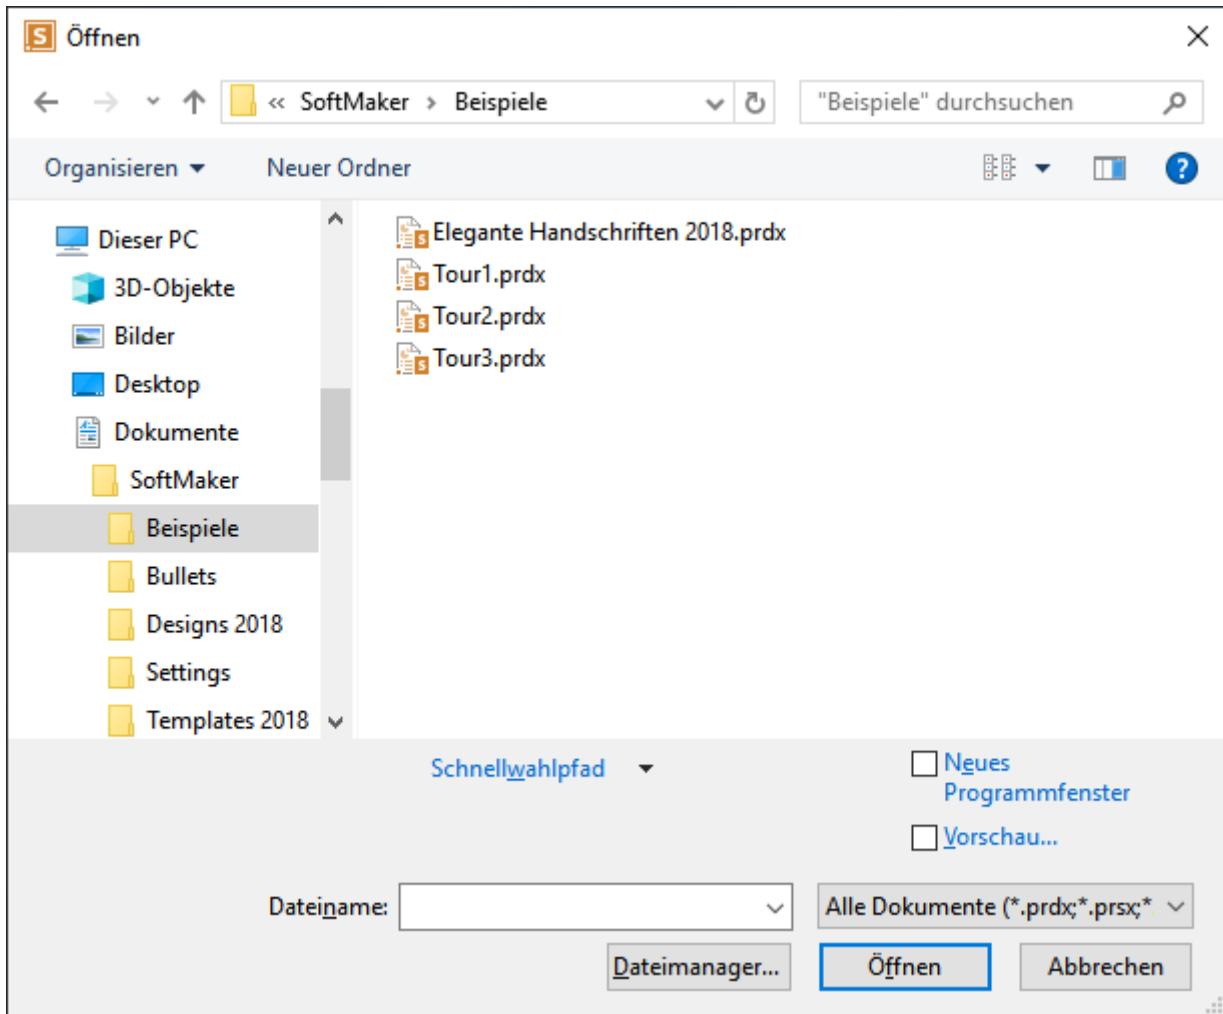 Öffnen
« SoftMaker > Beispiele
"Beispiele" durchsuchen
Organisieren
Neuer Ordner
Dieser PC
3D-Objekte
Bilder
Desktop
Dokumente
SoftMaker
Beispiele
Bullets
Designs 2018
Settings
Templates 2018
Elegante Handschriften 2018.prdx
Tour1.prdx
Tour2.prdx
Tour3.prdx
Schnellwahlpfad
Neues
Programmfenster
Vorschau...
Dateiname:
Alle Dokumente (*.prdx;*.prsx;*.
Dateimanager...
Öffnen
Abbrechen